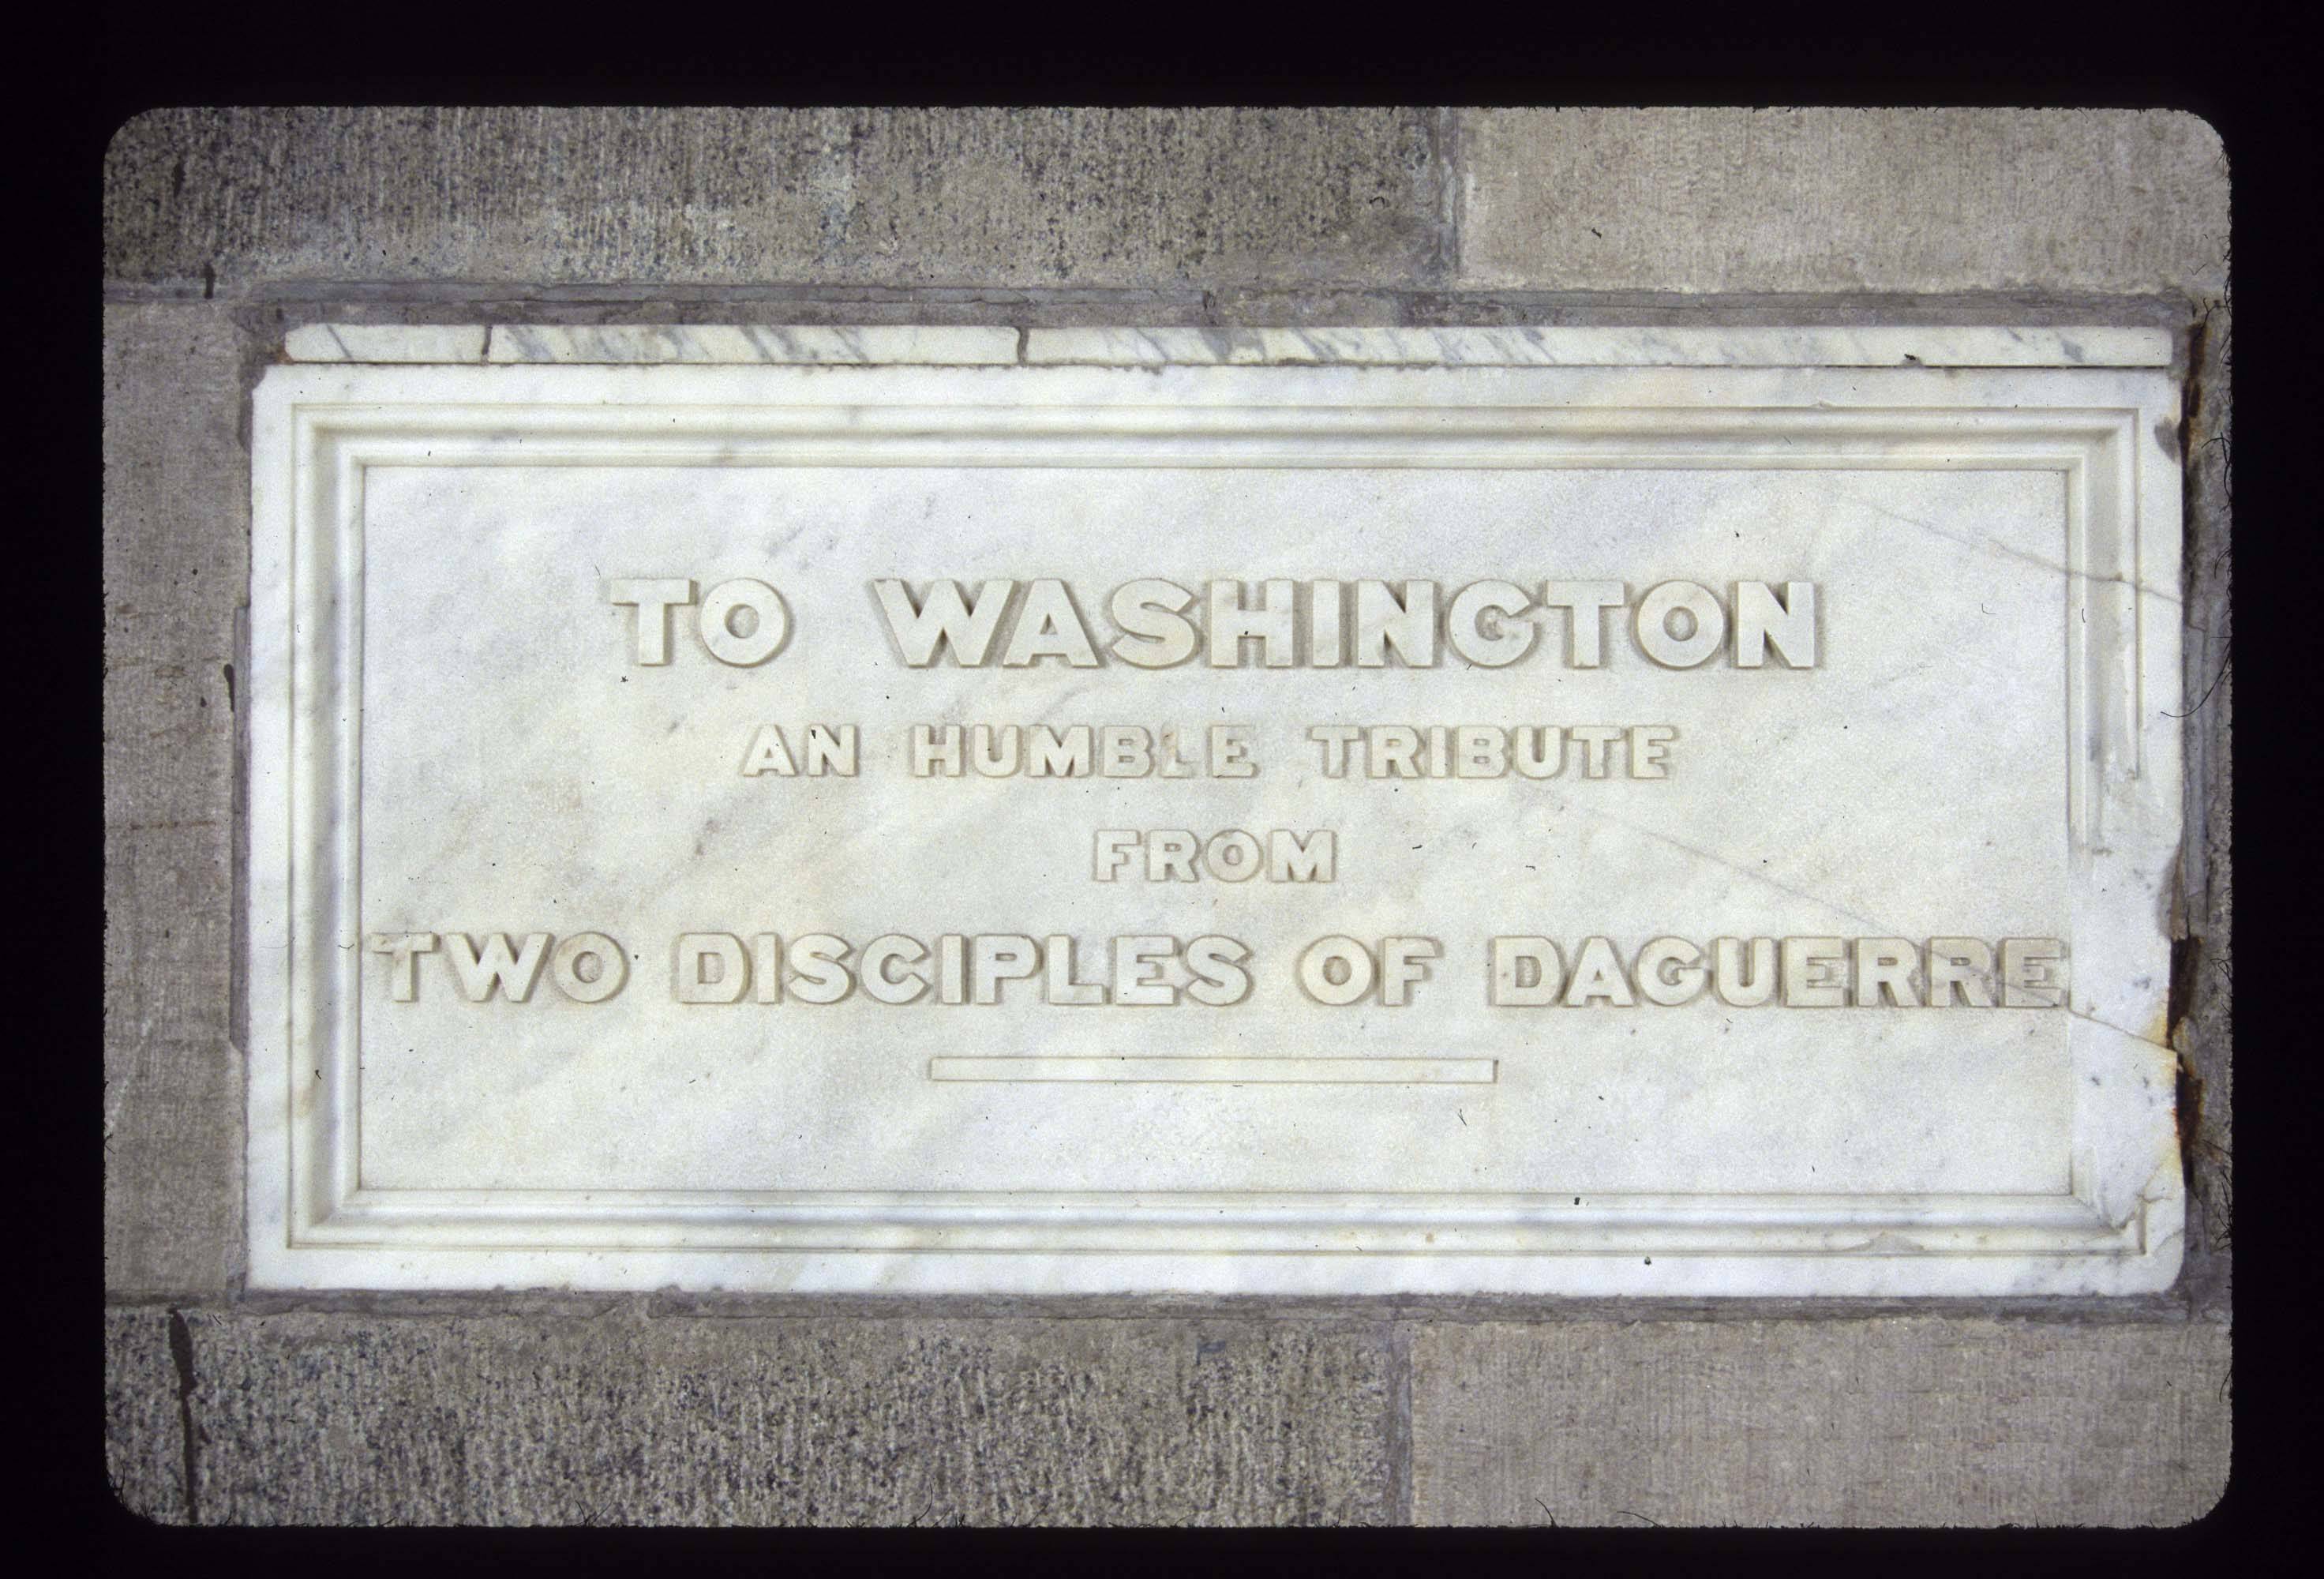 TO WASHINGTON
AN HUMBLE TRIBUTE
FROM
TWO DISCIPLES OF DAGUERRE